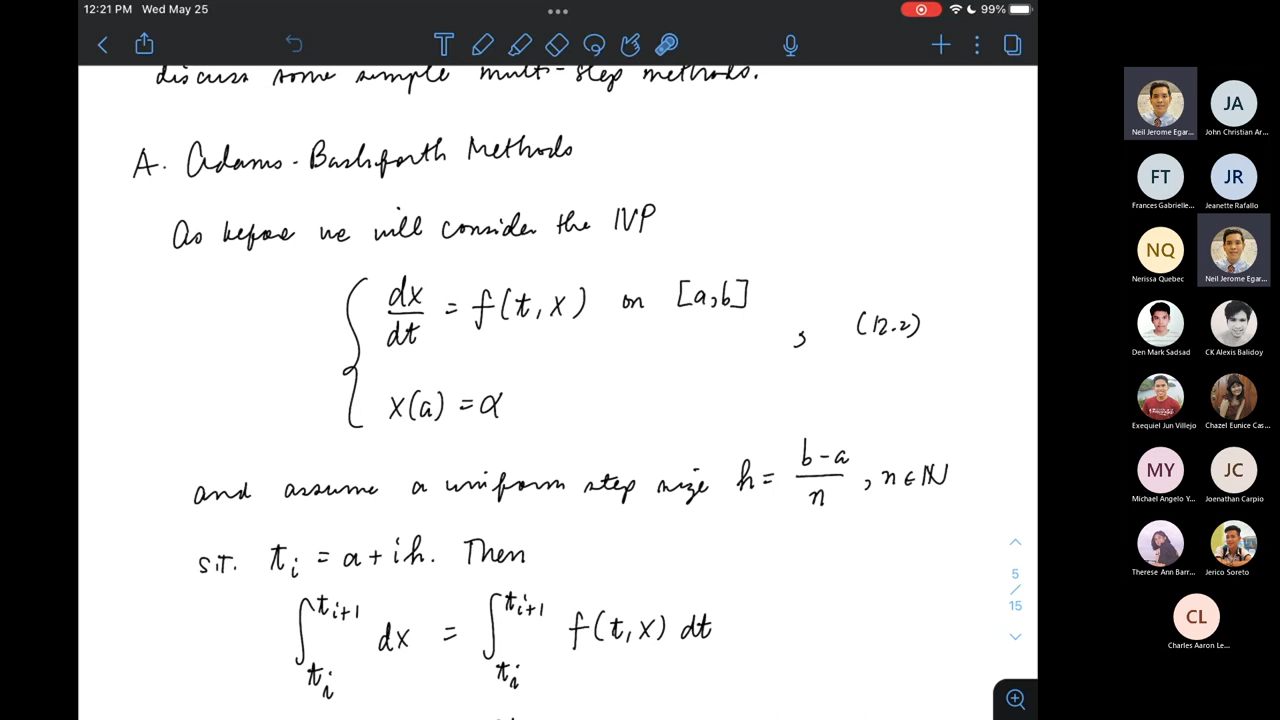 12:21 PM Wed May 25
99%
discuss some simple multi-step methods.
A. Adams-Bashforth Methods
As before we will consider the IVP
dx/dt = f(t,x) on [a,b]
, (12.2)
x(a) = α
and assume a uniform step size h = (b-a)/n , n ∈ ℕ
s.t. t_i = a + ih. Then
∫_{t_i}^{t_{i+1}} dx = ∫_{t_i}^{t_{i+1}} f(t,x) dt
5
/
15
Neil Jerome Egar...
JA
John Christian Ar...
FT
Frances Gabrielle...
JR
Jeanette Rafallo
NQ
Nerissa Quebec
Neil Jerome Egar...
Den Mark Sadsad
CK Alexis Balidoy
Exequiel Jun Villejo
Chazel Eunice Cas...
MY
Michael Angelo Y...
JC
Joenathan Carpio
Therese Ann Barr...
Jerico Soreto
CL
Charles Aaron Le...